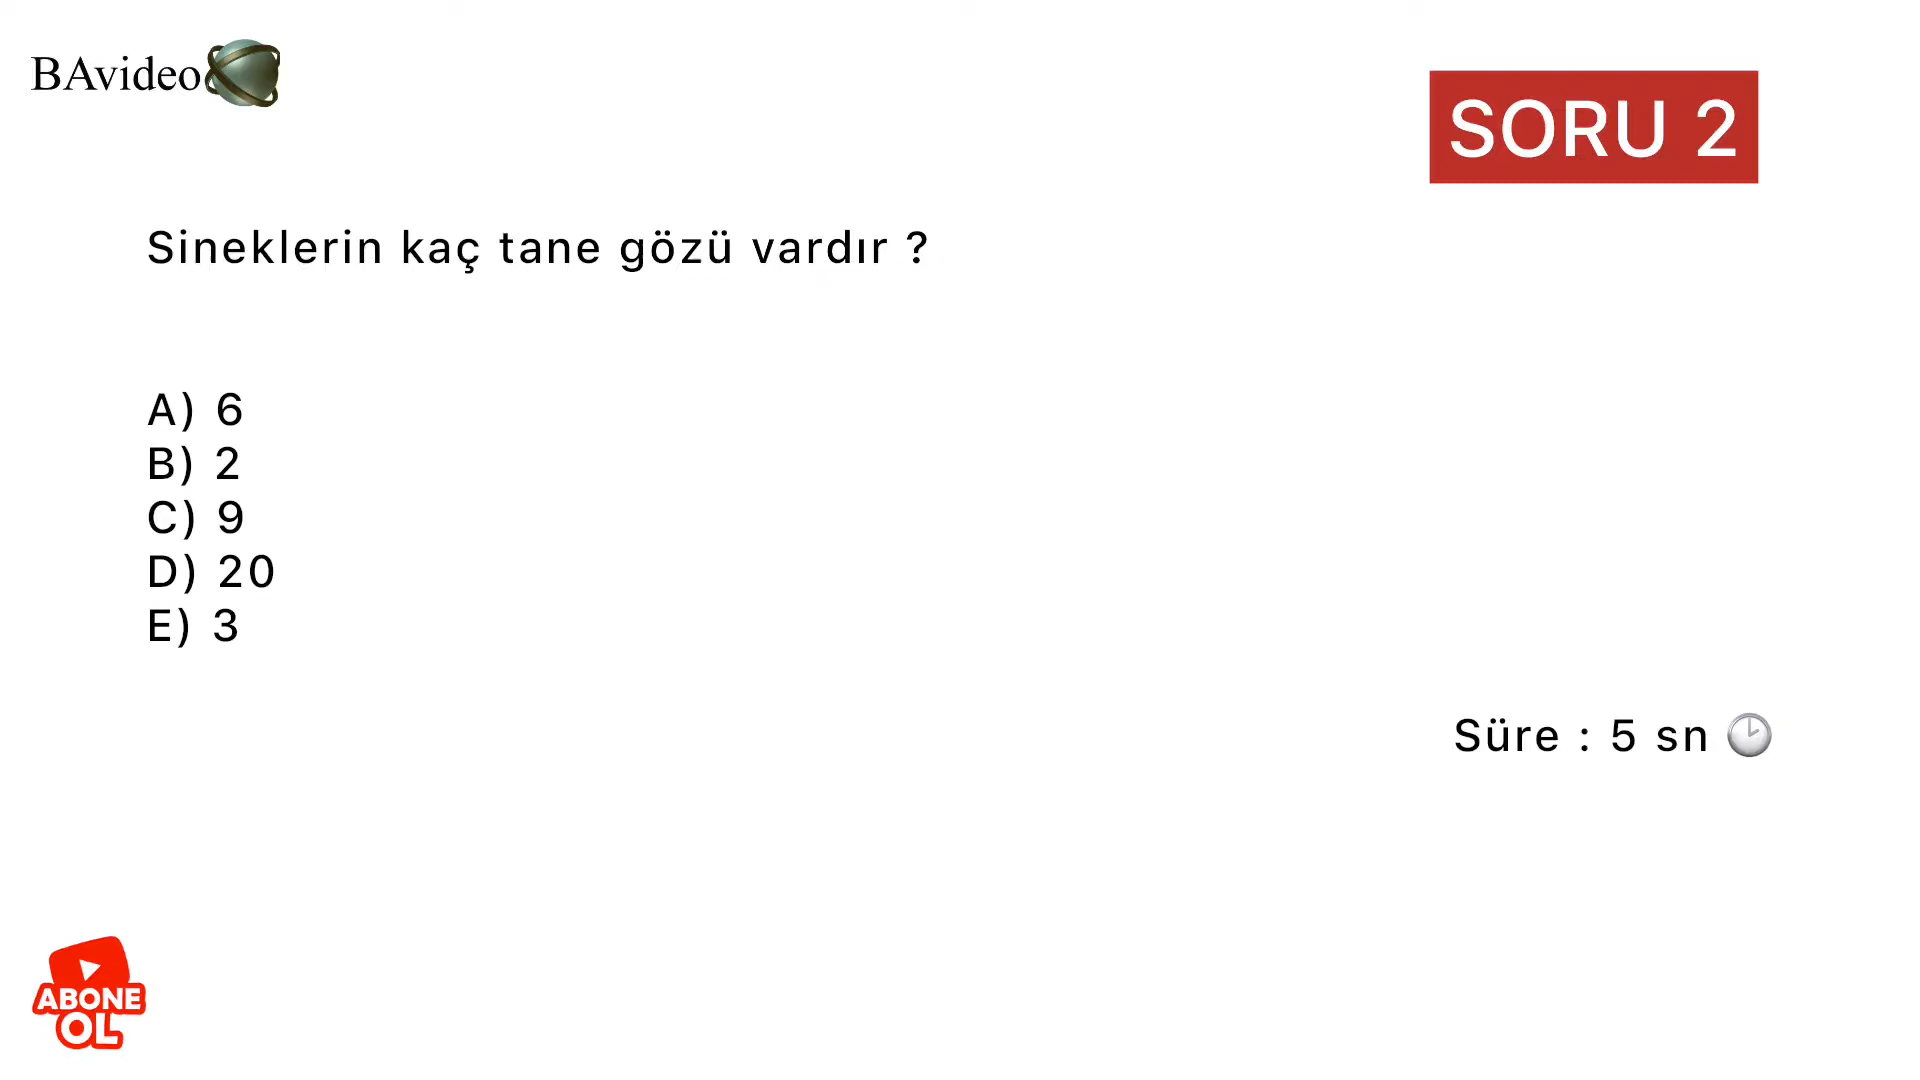 BAvideo
SORU 2
Sineklerin kaç tane gözü vardır ?
A) 6
B) 2
C) 9
D) 20
E) 3
Süre : 5 sn
ABONE
OL